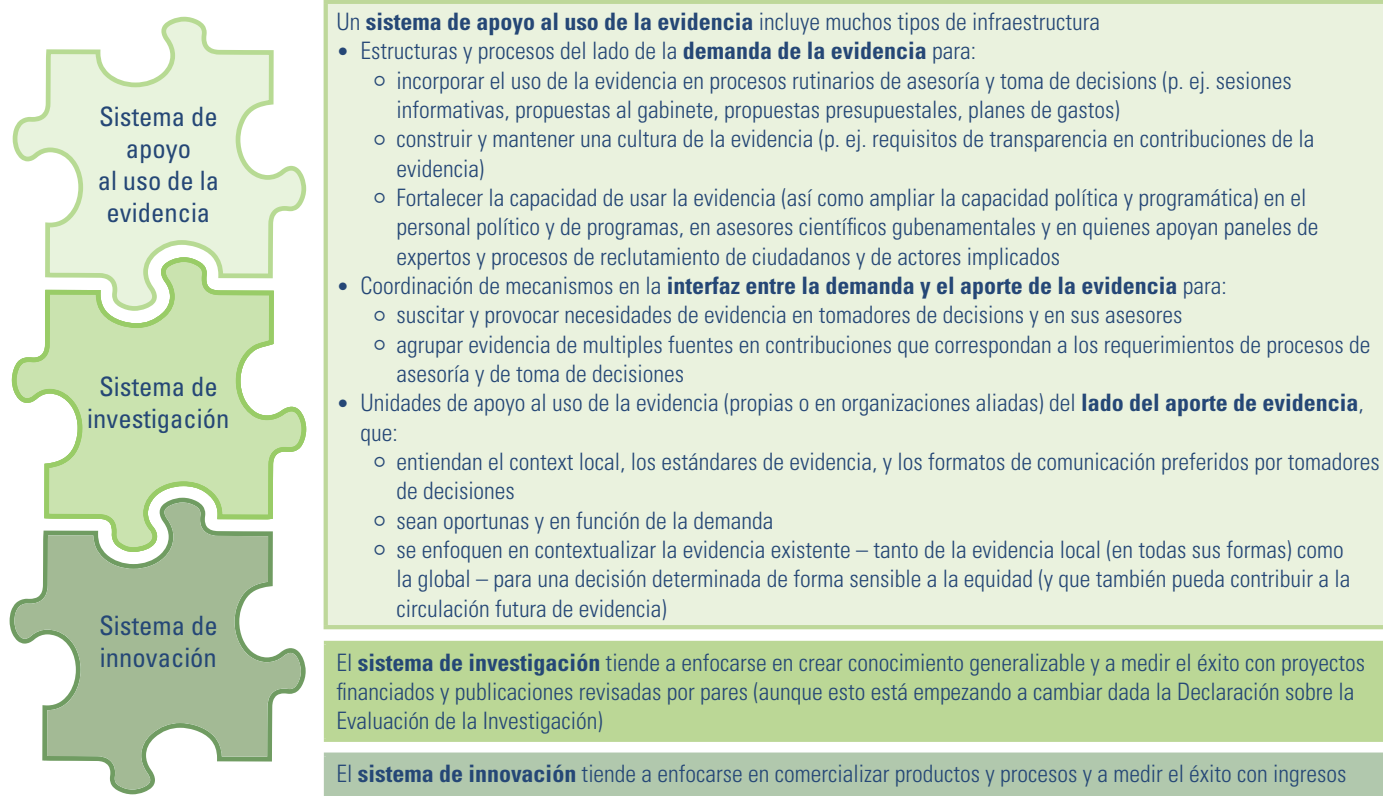 Sistema de
apoyo
al uso de la
evidencia
Sistema de
investigación
Sistema de
innovación
Un sistema de apoyo al uso de la evidencia incluye muchos tipos de infraestructura
• Estructuras y procesos del lado de la demanda de la evidencia para:
○ incorporar el uso de la evidencia en procesos rutinarios de asesoría y toma de decisions (p. ej. sesiones
informativas, propuestas al gabinete, propuestas presupuestales, planes de gastos)
○ construir y mantener una cultura de la evidencia (p. ej. requisitos de transparencia en contribuciones de la
evidencia)
○ Fortalecer la capacidad de usar la evidencia (así como ampliar la capacidad política y programática) en el
personal político y de programas, en asesores científicos gubenamentales y en quienes apoyan paneles de
expertos y procesos de reclutamiento de ciudadanos y de actores implicados
• Coordinación de mecanismos en la interfaz entre la demanda y el aporte de la evidencia para:
○ suscitar y provocar necesidades de evidencia en tomadores de decisions y en sus asesores
○ agrupar evidencia de multiples fuentes en contribuciones que correspondan a los requerimientos de procesos de
asesoría y de toma de decisiones
• Unidades de apoyo al uso de la evidencia (propias o en organizaciones aliadas) del lado del aporte de evidencia,
que:
○ entiendan el context local, los estándares de evidencia, y los formatos de comunicación preferidos por tomadores
de decisiones
○ sean oportunas y en función de la demanda
○ se enfoquen en contextualizar la evidencia existente – tanto de la evidencia local (en todas sus formas) como
la global – para una decisión determinada de forma sensible a la equidad (y que también pueda contribuir a la
circulación futura de evidencia)
El sistema de investigación tiende a enfocarse en crear conocimiento generalizable y a medir el éxito con proyectos
financiados y publicaciones revisadas por pares (aunque esto está empezando a cambiar dada la Declaración sobre la
Evaluación de la Investigación)
El sistema de innovación tiende a enfocarse en comercializar productos y procesos y a medir el éxito con ingresos